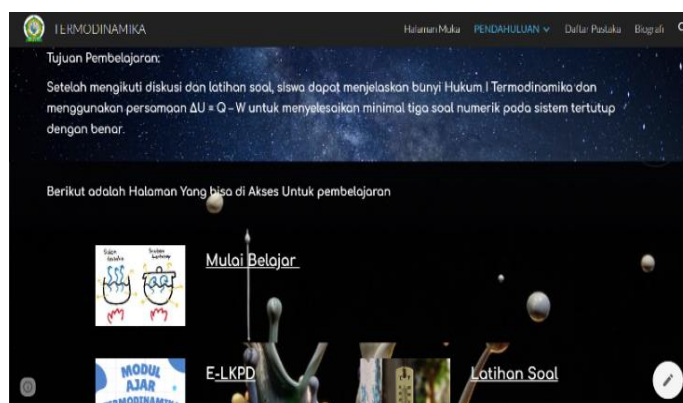 TERMODINAMIKA
Halaman Muka PENDAHULUAN Daftar Pustaka Biografi
Tujuan Pembelajaran:
Setelah mengikuti diskusi dan latihan soal, siswa dapat menjelaskan bunyi Hukum I Termodinamika dan
menggunakan persamaan ΔU = Q – W untuk menyelesaikan minimal tiga soal numerik pada sistem tertutup
dengan benar.
Berikut adalah Halaman Yang bisa di Akses Untuk pembelajaran
Mulai Belajar
E-LKPD
Latihan Soal
MODUL
AJAR